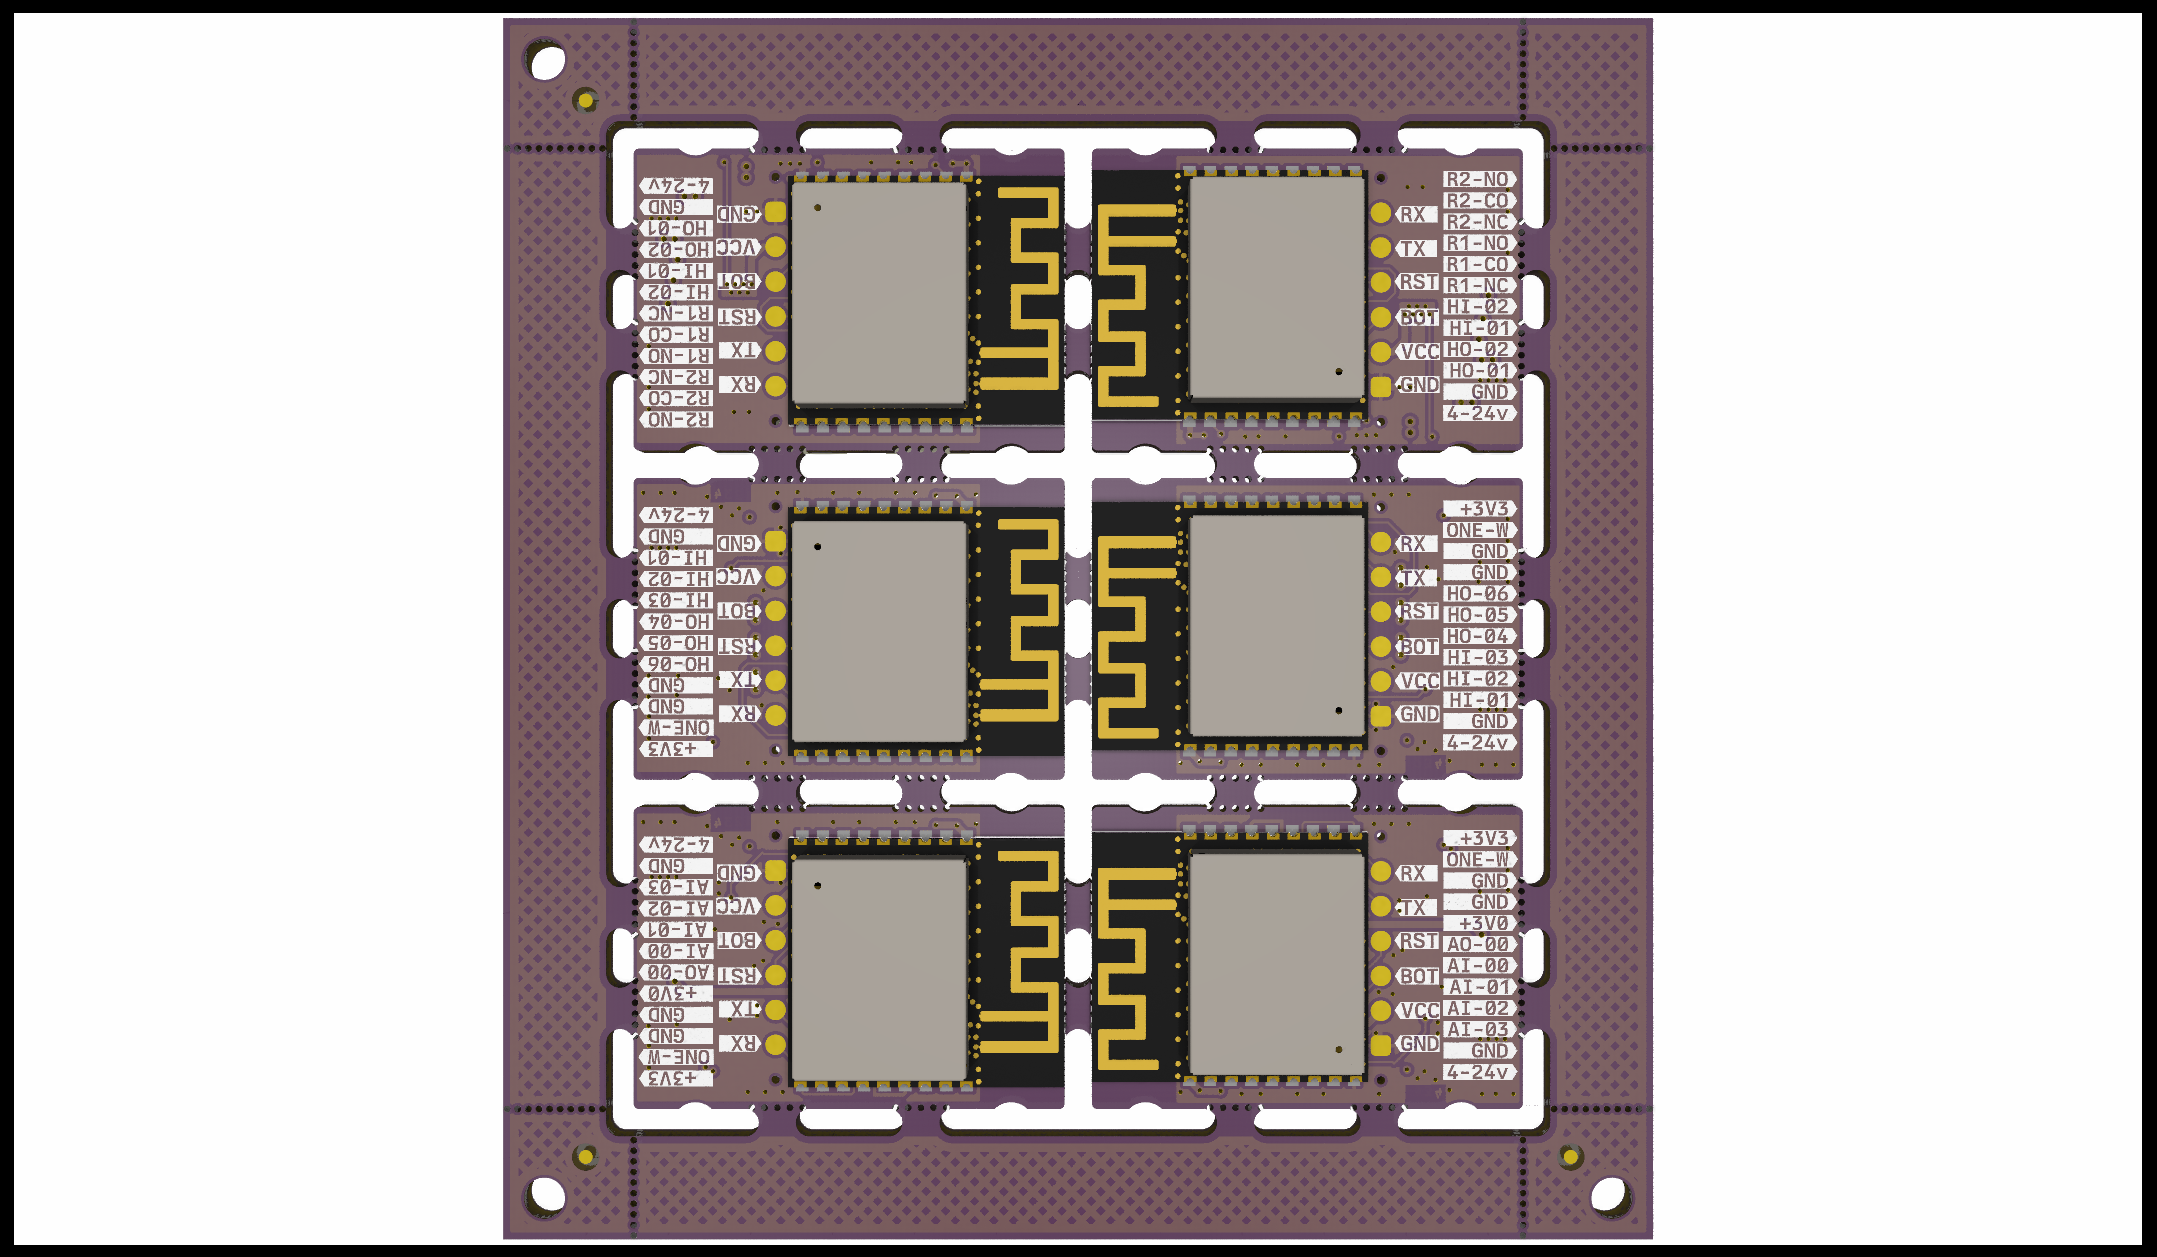 4-24v
GND
HO-01
HO-02
HI-01
HI-02
R1-NC
R1-CO
R1-NO
R2-NC
R2-CO
R2-NO
GND
VCC
BOT
RST
TX
RX
RX
TX
RST
BOT
VCC
GND
R2-NO
R2-CO
R2-NC
R1-NO
R1-CO
R1-NC
HI-02
HI-01
HO-02
HO-01
GND
4-24v
4-24v
GND
HI-01
HI-02
HI-03
HO-04
HO-05
HO-06
GND
GND
ONE-W
+3V3
GND
VCC
BOT
RST
TX
RX
RX
TX
RST
BOT
VCC
GND
+3V3
ONE-W
GND
GND
HO-06
HO-05
HO-04
HI-03
HI-02
HI-01
GND
4-24v
4-24v
GND
AI-03
AI-02
AI-01
AI-00
AO-00
+3V0
GND
GND
ONE-W
+3V3
GND
VCC
BOT
RST
TX
RX
RX
TX
RST
BOT
VCC
GND
+3V3
ONE-W
GND
GND
+3V0
AO-00
AI-00
AI-01
AI-02
AI-03
GND
4-24v